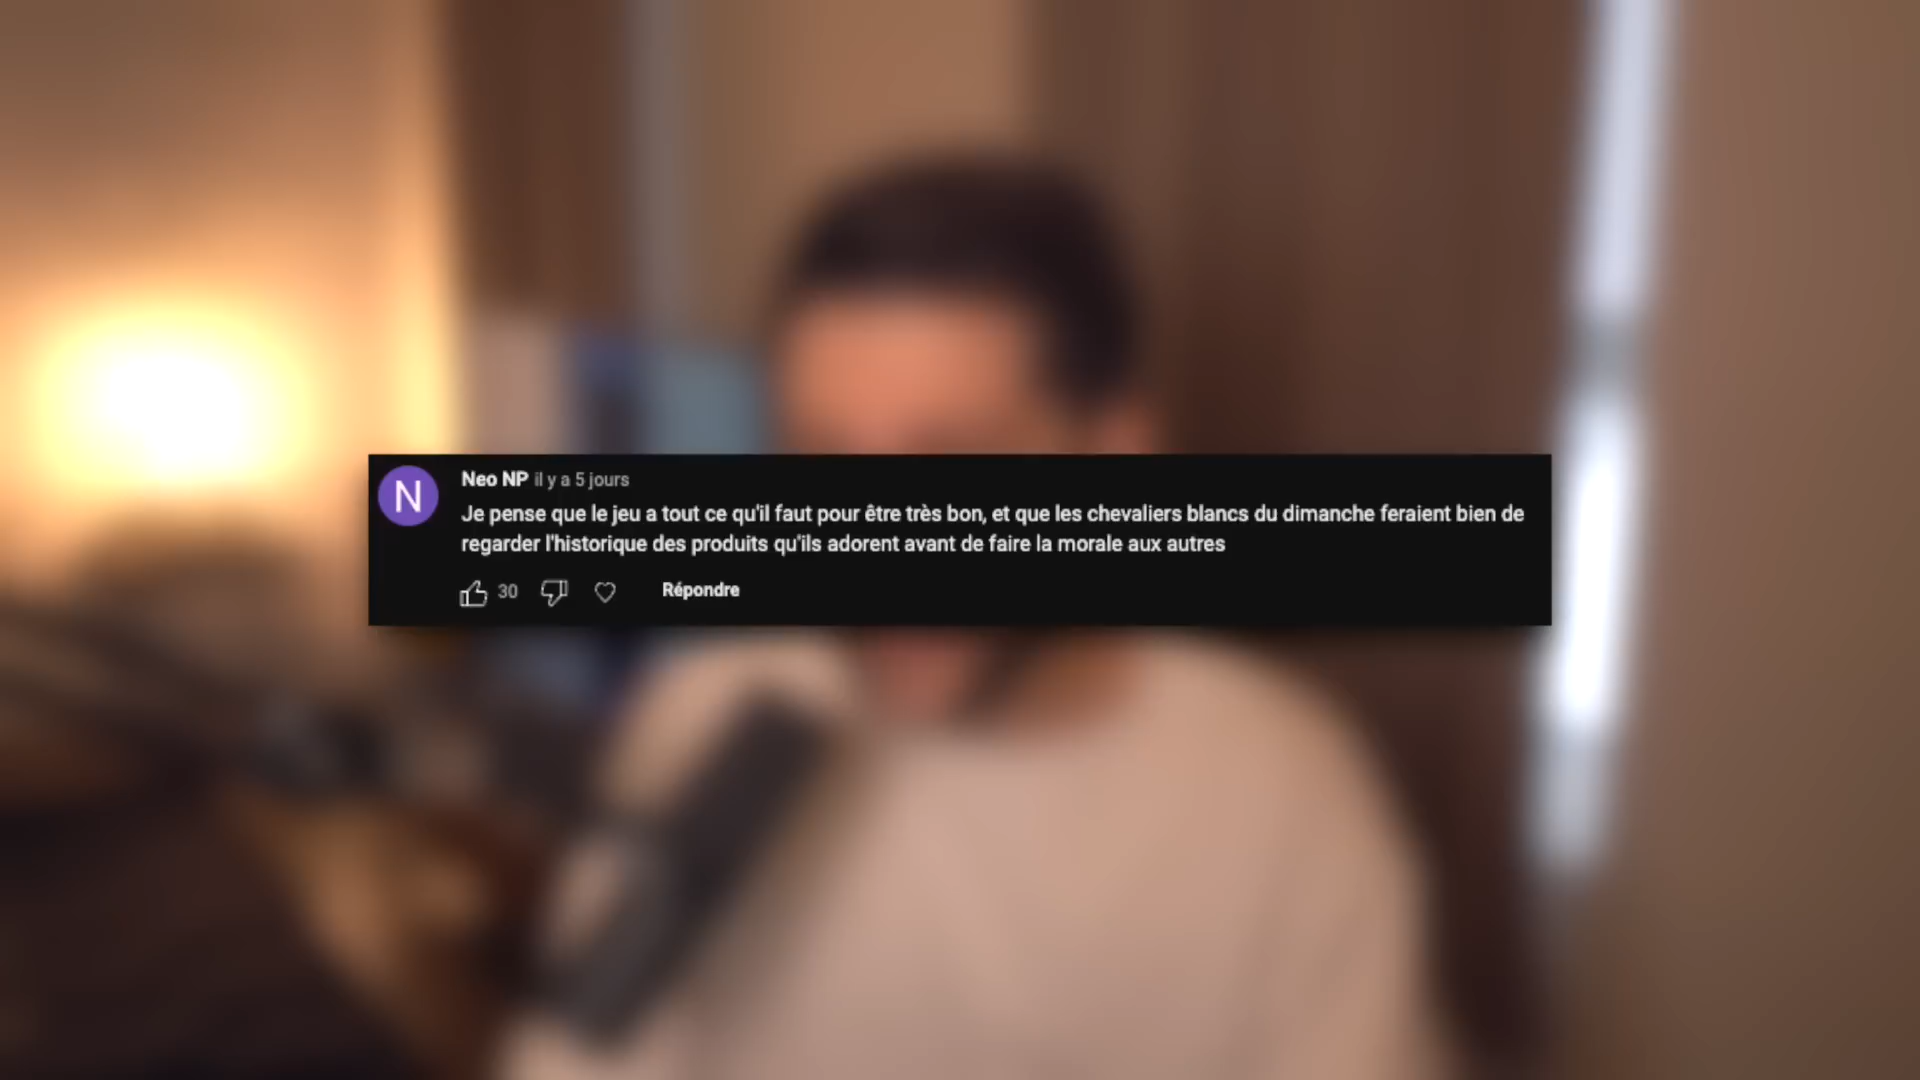 N
Neo NP il y a 5 jours
Je pense que le jeu a tout ce qu'il faut pour être très bon, et que les chevaliers blancs du dimanche feraient bien de
regarder l'historique des produits qu'ils adorent avant de faire la morale aux autres
30 Répondre